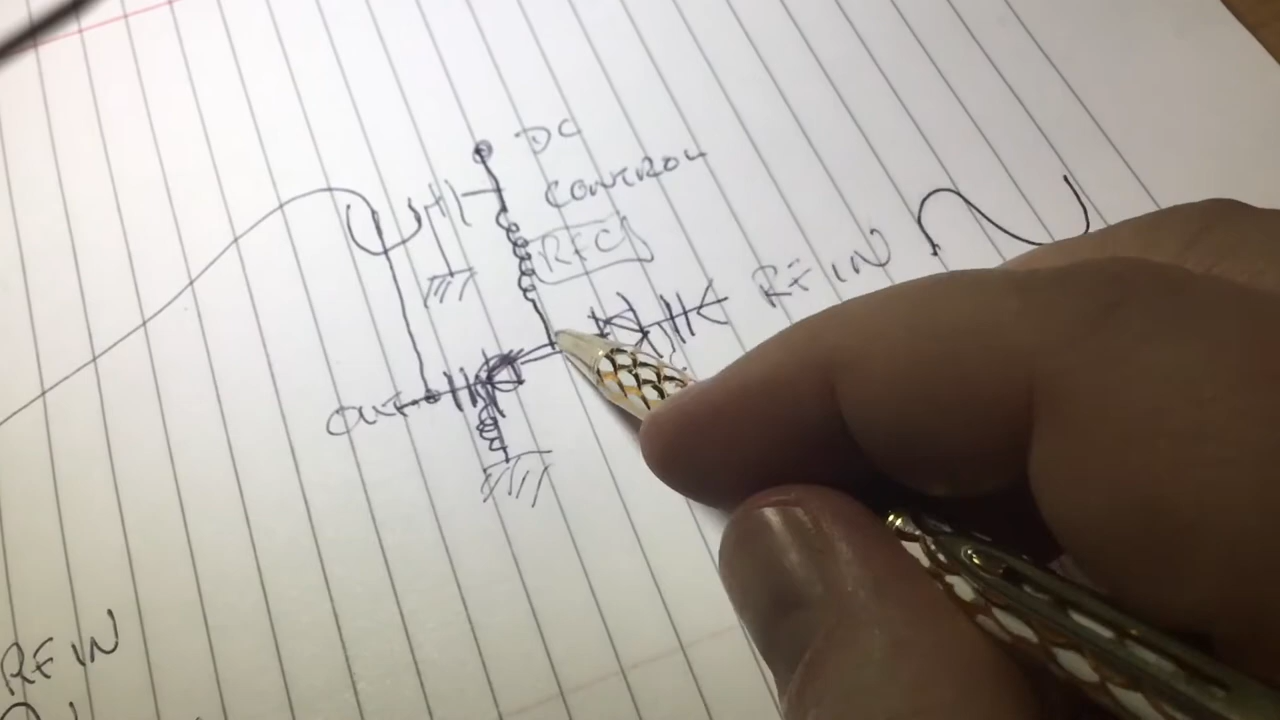 DC
CONTROL
RFC
RF IN
OUT
RF IN